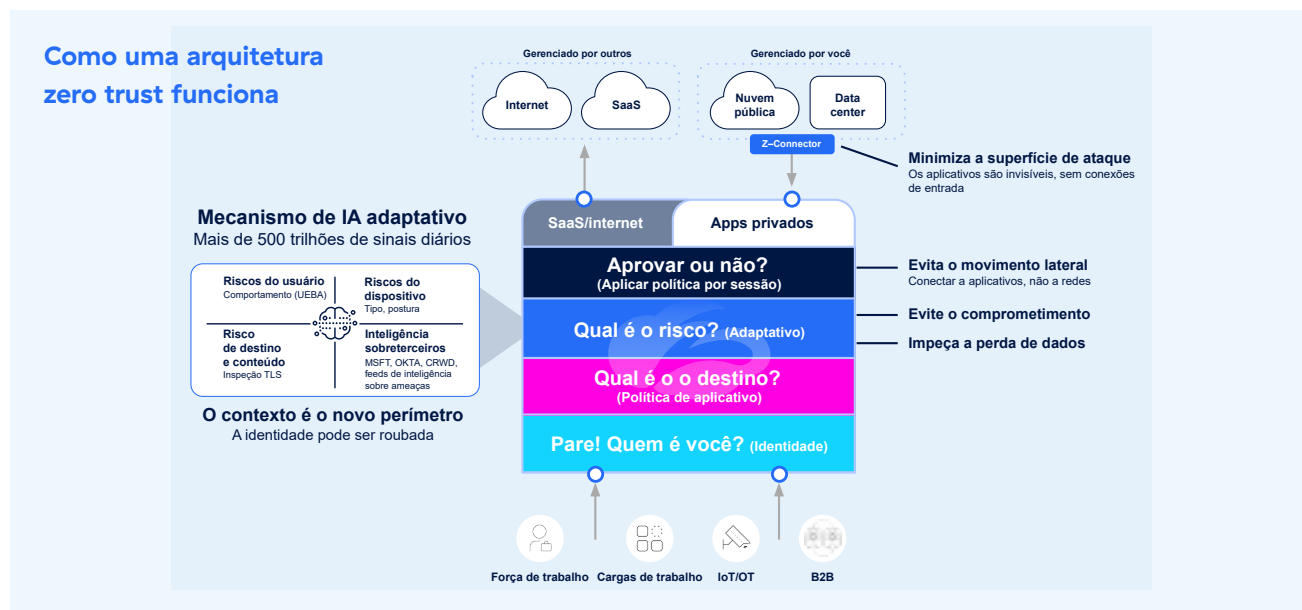 Como uma arquitetura
zero trust funciona
Gerenciado por outros
Internet
SaaS
Gerenciado por você
Nuvem
pública
Data
center
Z–Connector
Minimiza a superfície de ataque
Os aplicativos são invisíveis, sem conexões
de entrada
Mecanismo de IA adaptativo
Mais de 500 trilhões de sinais diários
Riscos do usuário
Comportamento (UEBA)
Riscos do
dispositivo
Tipo, postura
Risco
de destino
e conteúdo
Inspeção TLS
Inteligência
sobreterceiros
MSFT, OKTA, CRWD,
feeds de inteligência
sobre ameaças
O contexto é o novo perímetro
A identidade pode ser roubada
SaaS/internet
Apps privados
Aprovar ou não?
(Aplicar política por sessão)
Qual é o risco? (Adaptativo)
Qual é o o destino?
(Política de aplicativo)
Pare! Quem é você? (Identidade)
Evita o movimento lateral
Conectar a aplicativos, não a redes
Evite o comprometimento
Impeça a perda de dados
Força de trabalho
Cargas de trabalho
IoT/OT
B2B